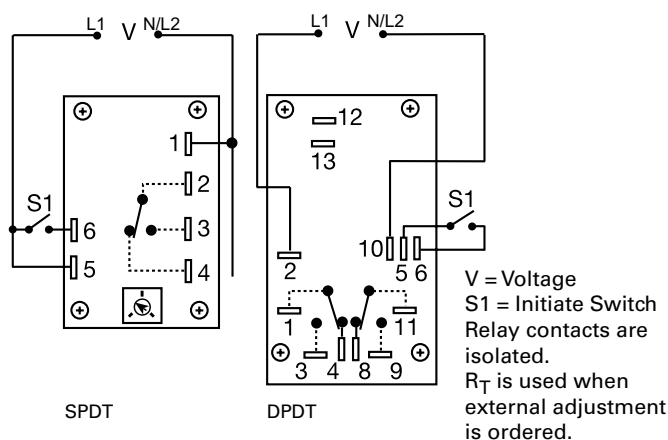 L1 V N/L2
L1 V N/L2
1
2
3
4
S1
6
5
12
13
S1
2
10
5 6
1
11
3 4 8 9
V = Voltage
S1 = Initiate Switch
Relay contacts are
isolated.
RT is used when
external adjustment
is ordered.
SPDT
DPDT